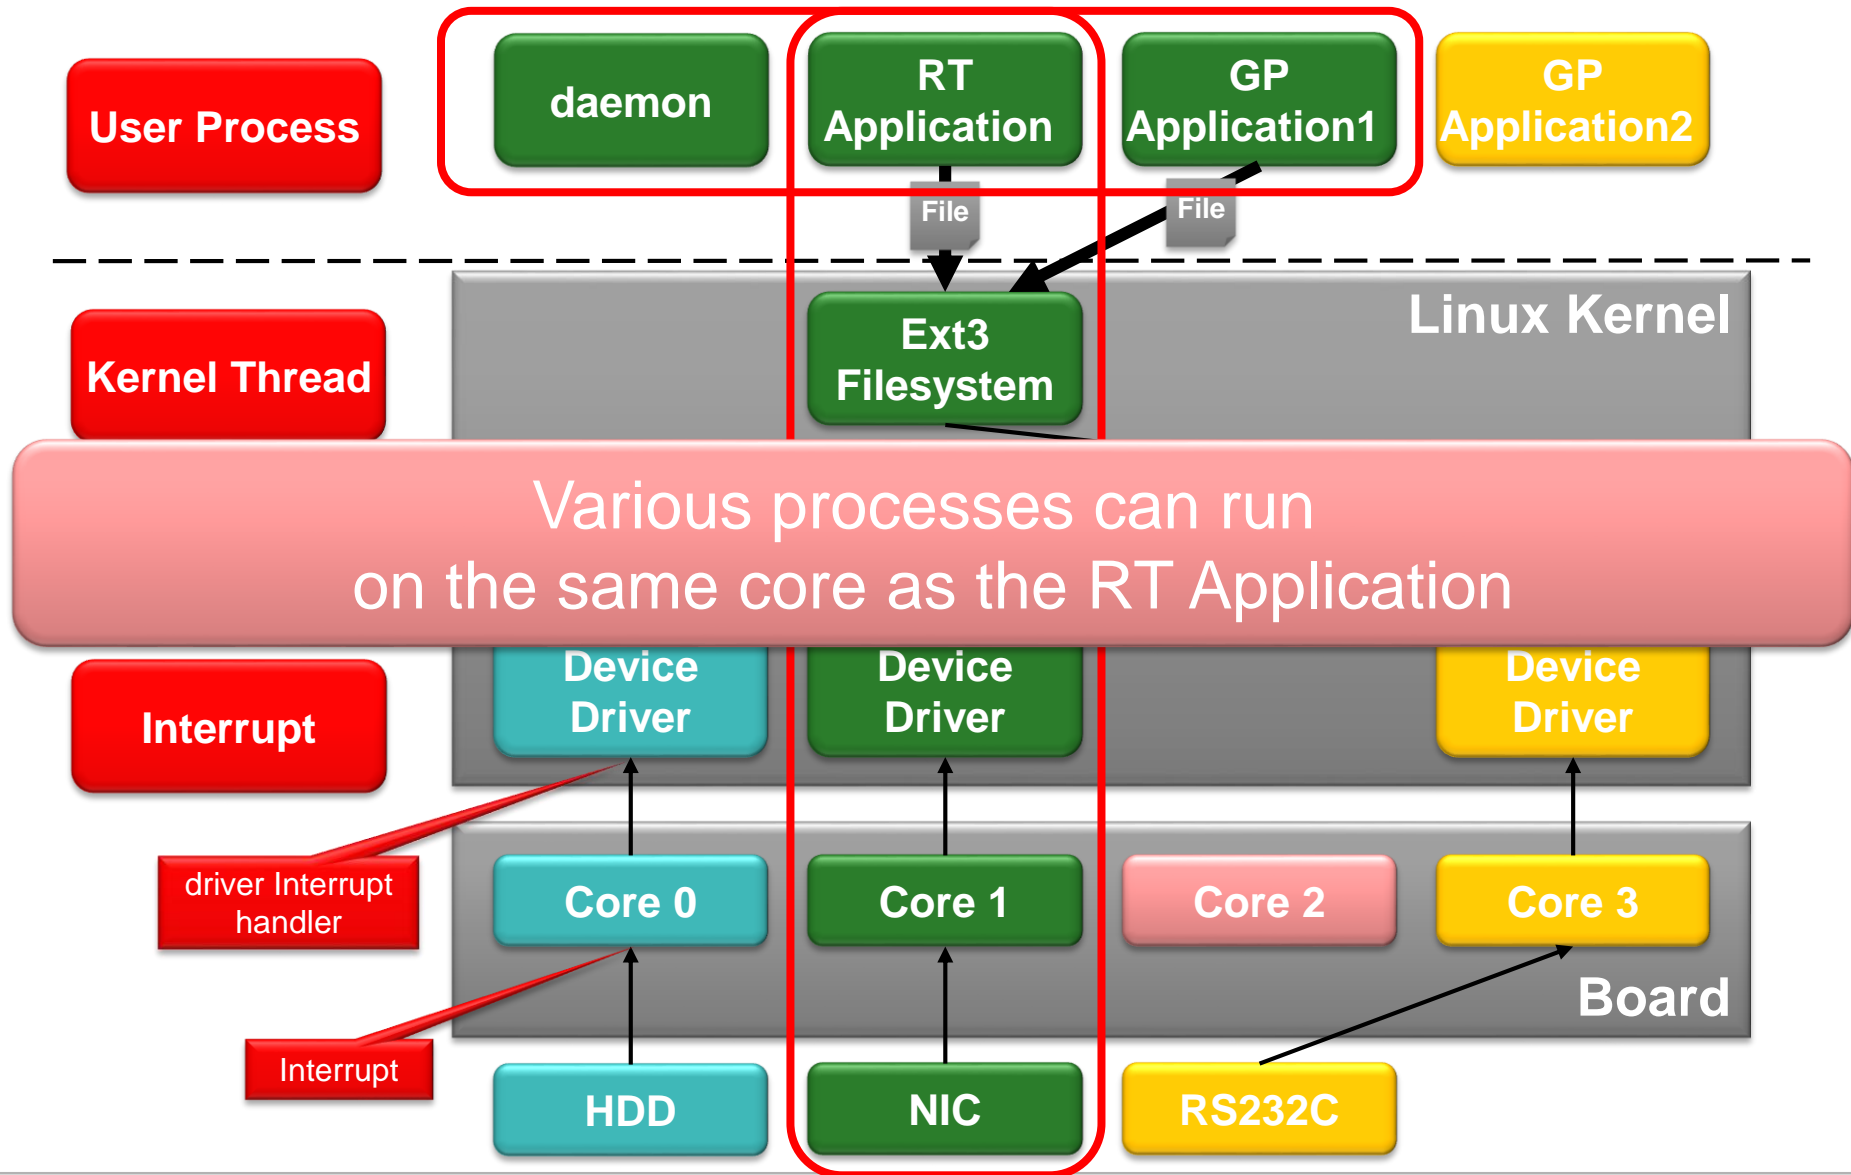 User Process
daemon
RT
Application
GP
Application1
GP
Application2
File
File
Linux Kernel
Kernel Thread
Ext3
Filesystem
Various processes can run
on the same core as the RT Application
Interrupt
Device
Driver
Device
Driver
Device
Driver
driver Interrupt
handler
Core 0
Core 1
Core 2
Core 3
Board
Interrupt
HDD
NIC
RS232C